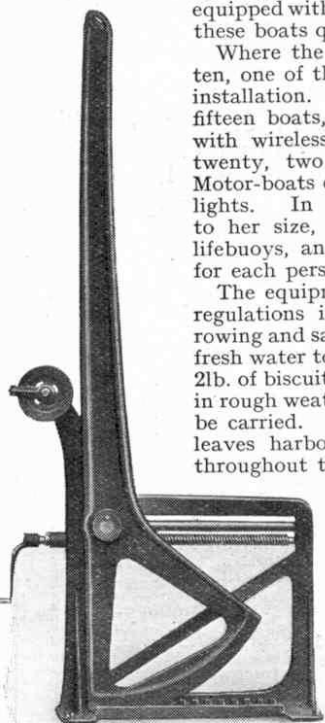 equipped with
these boats q
Where the
ten, one of th
installation.
fifteen boats,
with wireless
twenty, two
Motor-boats c
lights. In
to her size,
lifebuoys, an
for each pers
The equipr
regulations i
rowing and sa
fresh water to
2lb. of biscuit
in rough weat
be carried.
leaves harbo
throughout t